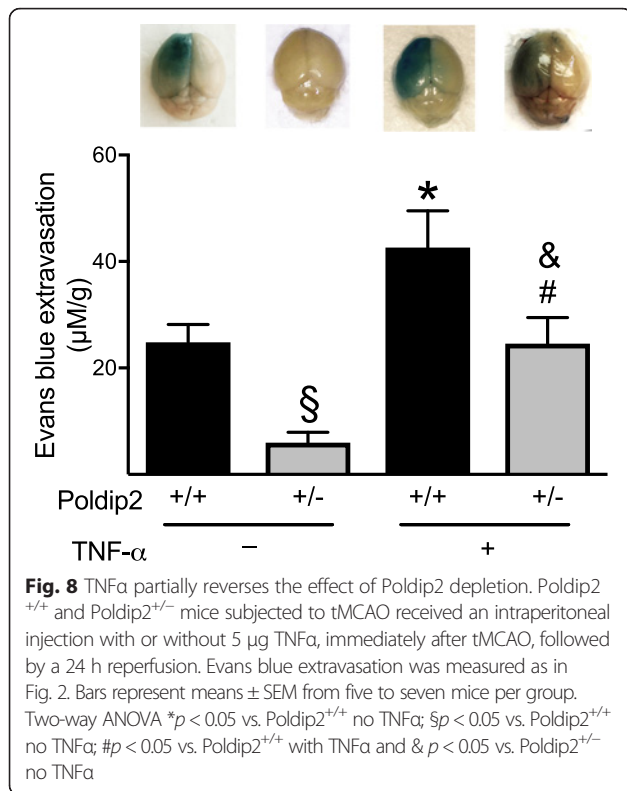 60
40
20
Evans blue extravasation
(µM/g)
*
§
&
#
Poldip2 +/+ +/- +/+ +/-
TNF-α – +
Fig. 8 TNFα partially reverses the effect of Poldip2 depletion. Poldip2
+/+ and Poldip2+/− mice subjected to tMCAO received an intraperitoneal
injection with or without 5 µg TNFα, immediately after tMCAO, followed
by a 24 h reperfusion. Evans blue extravasation was measured as in
Fig. 2. Bars represent means ± SEM from five to seven mice per group.
Two-way ANOVA *p < 0.05 vs. Poldip2+/+ no TNFα; §p < 0.05 vs. Poldip2+/+
no TNFα; #p < 0.05 vs. Poldip2+/+ with TNFα and & p < 0.05 vs. Poldip2+/−
no TNFα